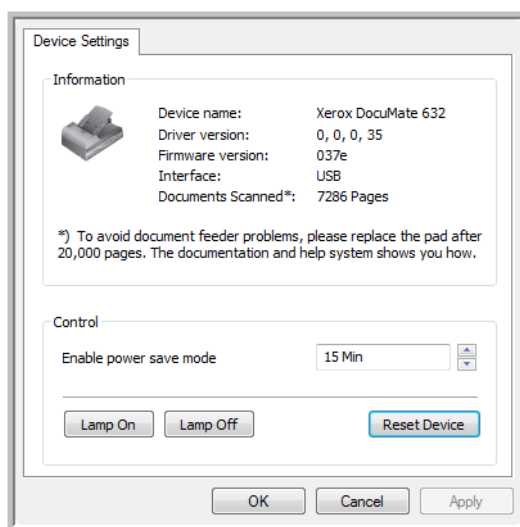 Device Settings
Information
Device name: Xerox DocuMate 632
Driver version: 0, 0, 0, 35
Firmware version: 037e
Interface: USB
Documents Scanned*: 7286 Pages
*) To avoid document feeder problems, please replace the pad after
20,000 pages. The documentation and help system shows you how.
Control
Enable power save mode 15 Min
Lamp On Lamp Off Reset Device
OK Cancel Apply